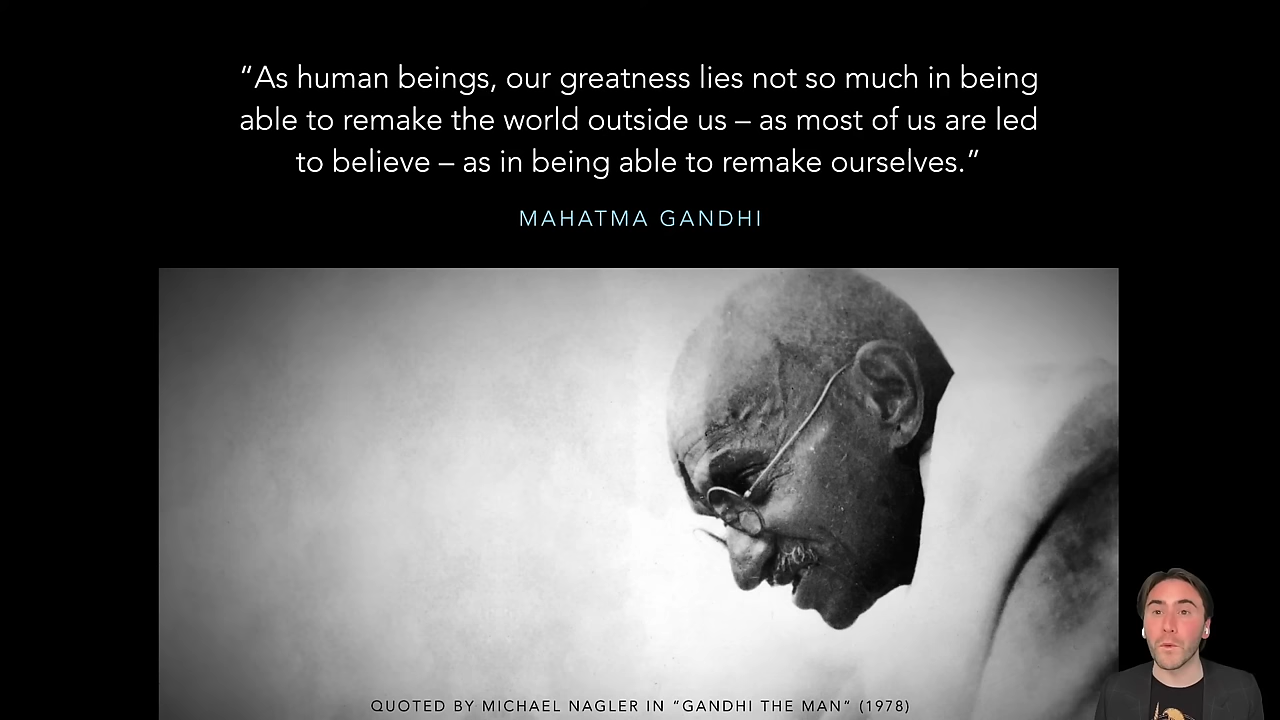 “As human beings, our greatness lies not so much in being
able to remake the world outside us – as most of us are led
to believe – as in being able to remake ourselves.”
MAHATMA GANDHI
QUOTED BY MICHAEL NAGLER IN “GANDHI THE MAN” (1978)